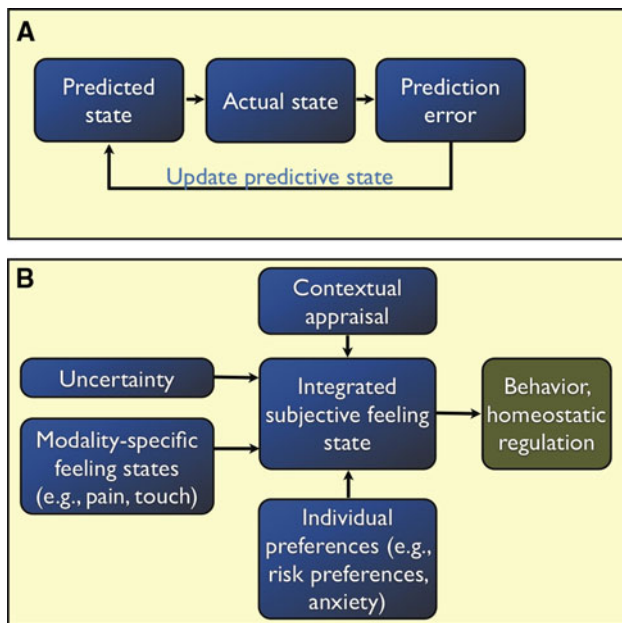 A
Predicted
state
Actual state
Prediction
error
Update predictive state
B
Contextual
appraisal
Uncertainty
Integrated
subjective feeling
state
Behavior,
homeostatic
regulation
Modality-specific
feeling states
(e.g., pain, touch)
Individual
preferences (e.g.,
risk preferences,
anxiety)